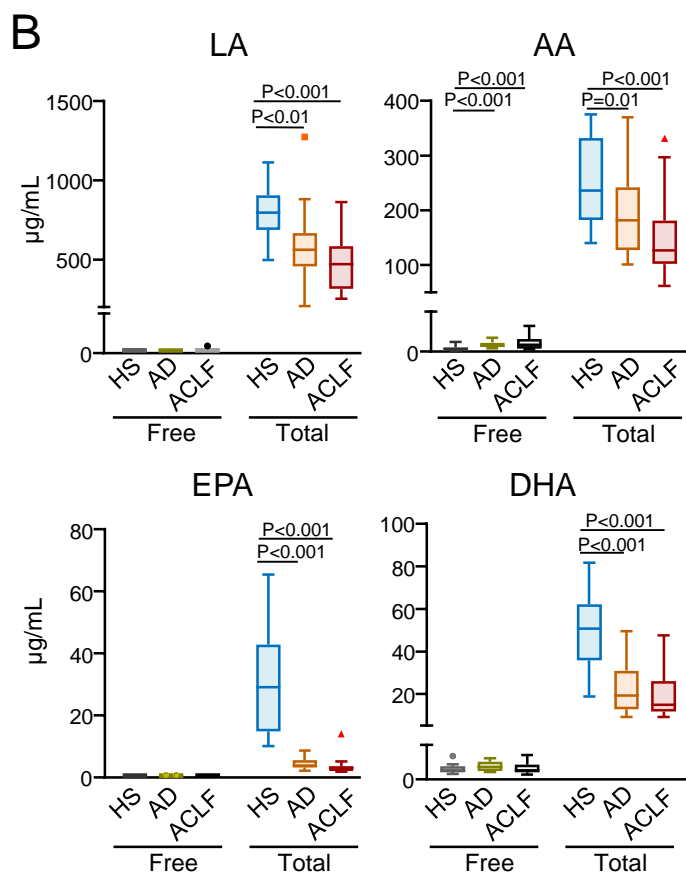 B
LA
AA
µg/mL
1500
1000
500
0
P<0.001
P<0.01
HS AD ACLF HS AD ACLF
Free Total
400
300
200
100
0
P<0.001
P<0.001
P<0.001
P=0.01
HS AD ACLF HS AD ACLF
Free Total
EPA
DHA
µg/mL
80
60
40
20
0
P<0.001
P<0.001
HS AD ACLF HS AD ACLF
Free Total
100
80
60
40
20
0
P<0.001
P<0.001
HS AD ACLF HS AD ACLF
Free Total